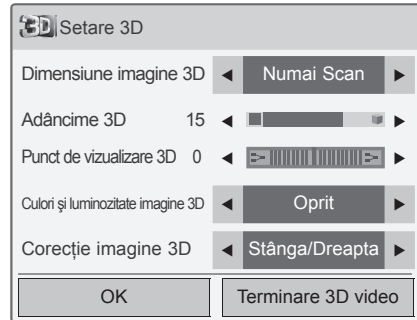 3D Setare 3D
Dimensiune imagine 3D Numai Scan
Adâncime 3D 15
Punct de vizualizare 3D 0
Culori şi luminozitate imagine 3D Oprit
Corecţie imagine 3D Stânga/Dreapta
OK Terminare 3D video